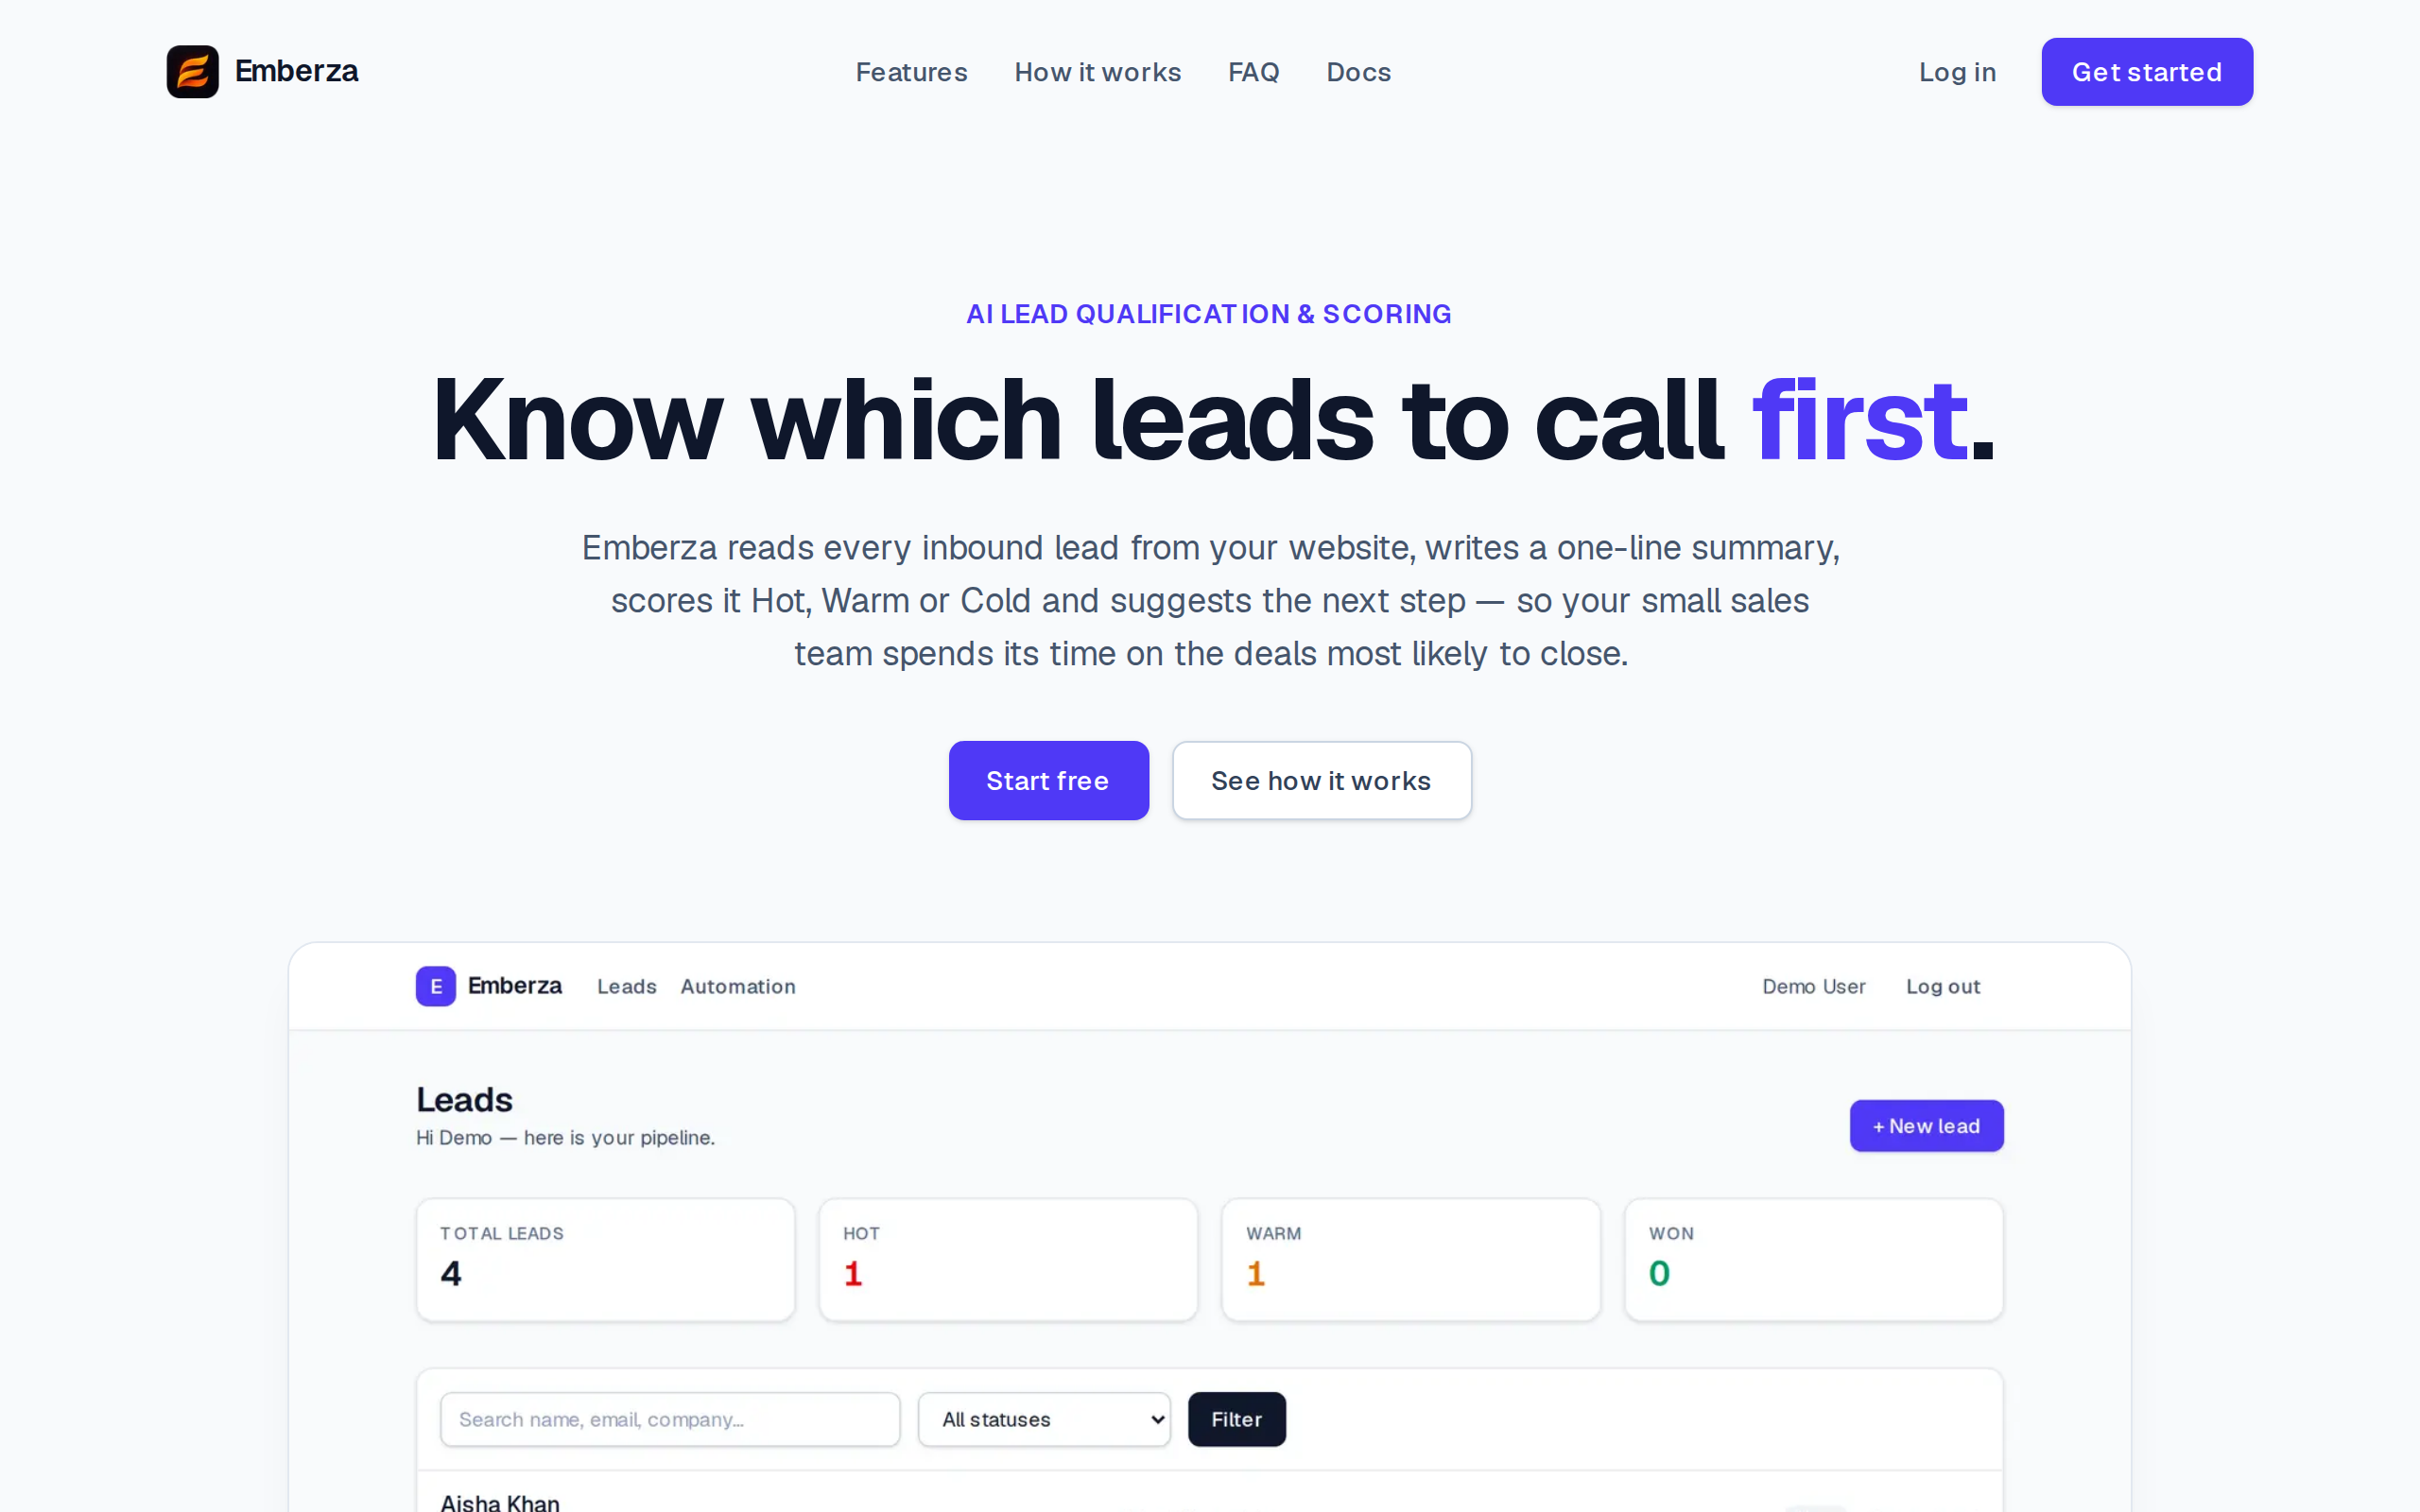 Emberza
Features
How it works
FAQ
Docs
Log in
Get started
AI LEAD QUALIFICATION & SCORING
Know which leads to call first.
Emberza reads every inbound lead from your website, writes a one-line summary,
scores it Hot, Warm or Cold and suggests the next step — so your small sales
team spends its time on the deals most likely to close.
Start free
See how it works
E
Emberza
Leads
Automation
Demo User
Log out
Leads
Hi Demo — here is your pipeline.
+ New lead
TOTAL LEADS
4
HOT
1
WARM
1
WON
0
Search name, email, company...
All statuses
Filter
Aisha Khan